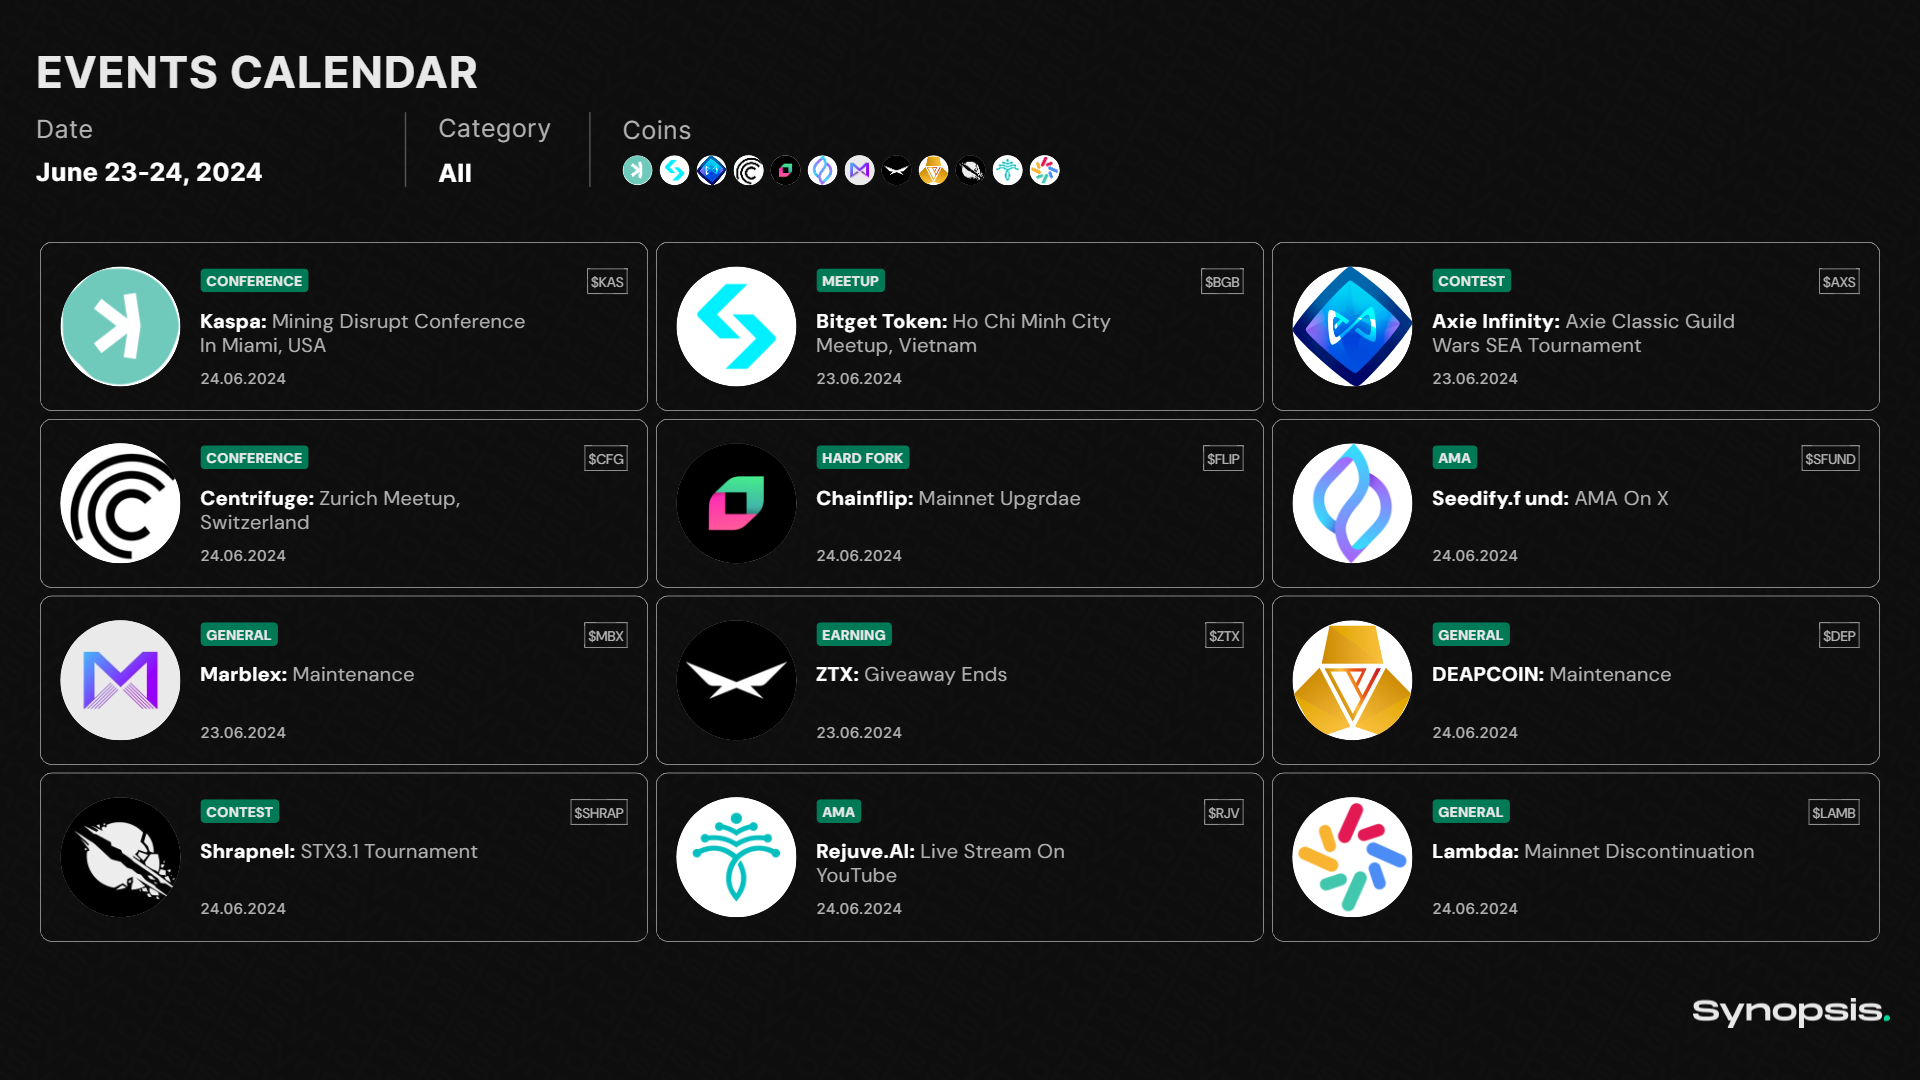 EVENTS CALENDAR
Date
June 23-24, 2024
Category
All
Coins
CONFERENCE
$KAS
Kaspa: Mining Disrupt Conference
In Miami, USA
24.06.2024
MEETUP
$BGB
Bitget Token: Ho Chi Minh City
Meetup, Vietnam
23.06.2024
CONTEST
$AXS
Axie Infinity: Axie Classic Guild
Wars SEA Tournament
23.06.2024
CONFERENCE
$CFG
Centrifuge: Zurich Meetup,
Switzerland
24.06.2024
HARD FORK
$FLIP
Chainflip: Mainnet Upgrdae
24.06.2024
AMA
$SFUND
Seedify.f und: AMA On X
24.06.2024
GENERAL
$MBX
Marblex: Maintenance
23.06.2024
EARNING
$ZTX
ZTX: Giveaway Ends
23.06.2024
GENERAL
$DEP
DEAPCOIN: Maintenance
24.06.2024
CONTEST
$SHRAP
Shrapnel: STX3.1 Tournament
24.06.2024
AMA
$RJV
Rejuve.AI: Live Stream On
YouTube
24.06.2024
GENERAL
$LAMB
Lambda: Mainnet Discontinuation
24.06.2024
Synopsis.